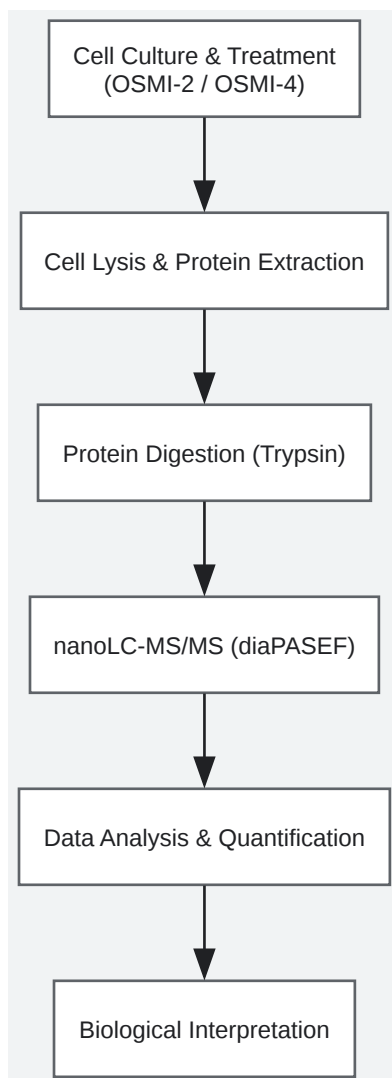 Cell Culture & Treatment
(OSMI-2 / OSMI-4)
Cell Lysis & Protein Extraction
Protein Digestion (Trypsin)
nanoLC-MS/MS (diaPASEF)
Data Analysis & Quantification
Biological Interpretation